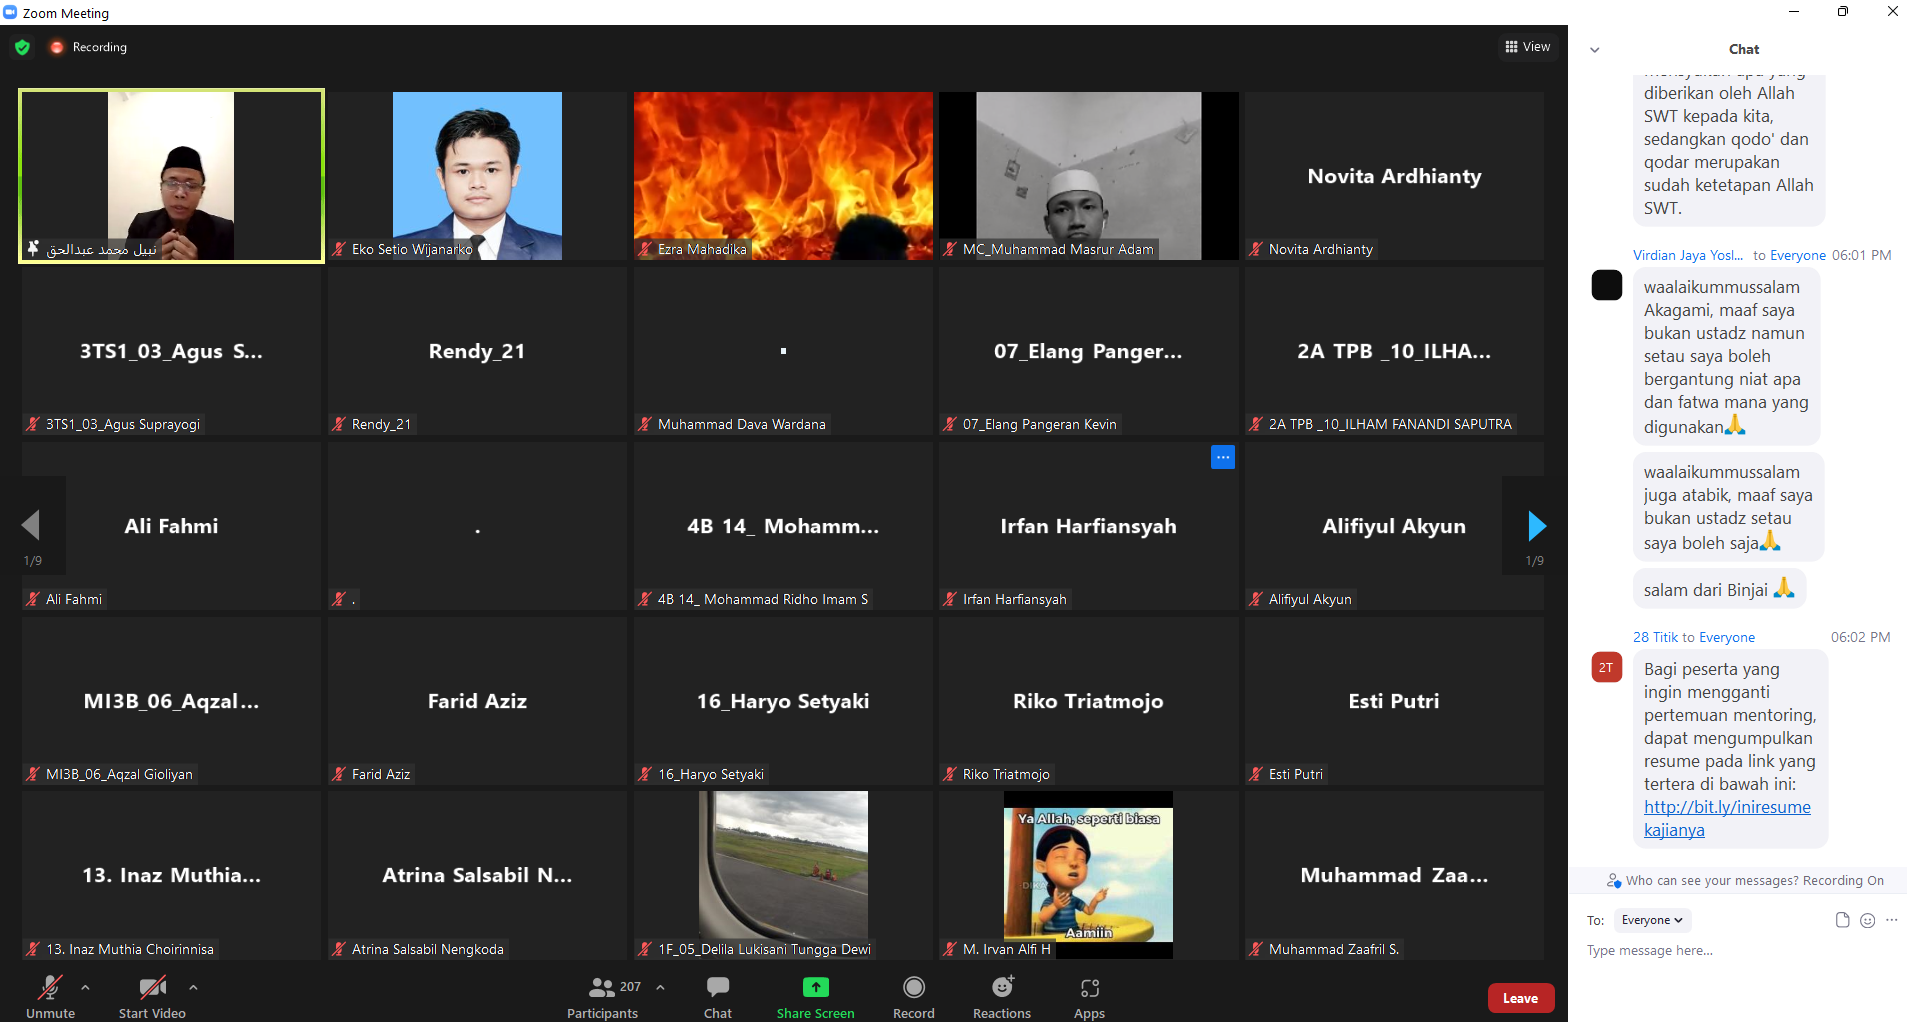 Zoom Meeting
Recording
View
نبيل محمد عبدالحق
Eko Setio Wijanarko
Ezra Mahadika
MC_Muhammad Masrur Adam
Novita Ardhianty
Novita Ardhianty
3TS1_03_Agus S...
3TS1_03_Agus Suprayogi
Rendy_21
Rendy_21
.
Muhammad Dava Wardana
07_Elang Panger...
07_Elang Pangeran Kevin
2A TPB _10_ILHA...
2A TPB _10_ILHAM FANANDI SAPUTRA
1/9
Ali Fahmi
Ali Fahmi
.
.
4B 14_ Mohamm...
4B 14_ Mohammad Ridho Imam S
Irfan Harfiansyah
Irfan Harfiansyah
Alifiyul Akyun
Alifiyul Akyun
1/9
MI3B_06_Aqzal...
MI3B_06_Aqzal Gioliyan
Farid Aziz
Farid Aziz
16_Haryo Setyaki
16_Haryo Setyaki
Riko Triatmojo
Riko Triatmojo
Esti Putri
Esti Putri
13. Inaz Muthia...
13. Inaz Muthia Choirinnisa
Atrina Salsabil N...
Atrina Salsabil Nengkoda
1F_05_Delila Lukisani Tungga Dewi
Ya Allah, seperti biasa
Aamiin
M. Irvan Alfi H
Muhammad Zaa...
Muhammad Zaafril S.
Unmute
Start Video
207
Participants
Chat
Share Screen
Record
Reactions
Apps
Leave
Chat
diberikan oleh Allah
SWT kepada kita,
sedangkan qodo' dan
qodar merupakan
sudah ketetapan Allah
SWT.
Virdian Jaya Yosl... to Everyone 06:01 PM
waalaikummussalam
Akagami, maaf saya
bukan ustadz namun
setau saya boleh
bergantung niat apa
dan fatwa mana yang
digunakan🙏
waalaikummussalam
juga atabik, maaf saya
bukan ustadz setau
saya boleh saja🙏
salam dari Binjai 🙏
28 Titik to Everyone 06:02 PM
2T
Bagi peserta yang
ingin mengganti
pertemuan mentoring,
dapat mengumpulkan
resume pada link yang
tertera di bawah ini:
http://bit.ly/iniresume
kajianya
Who can see your messages? Recording On
To: Everyone
Type message here...